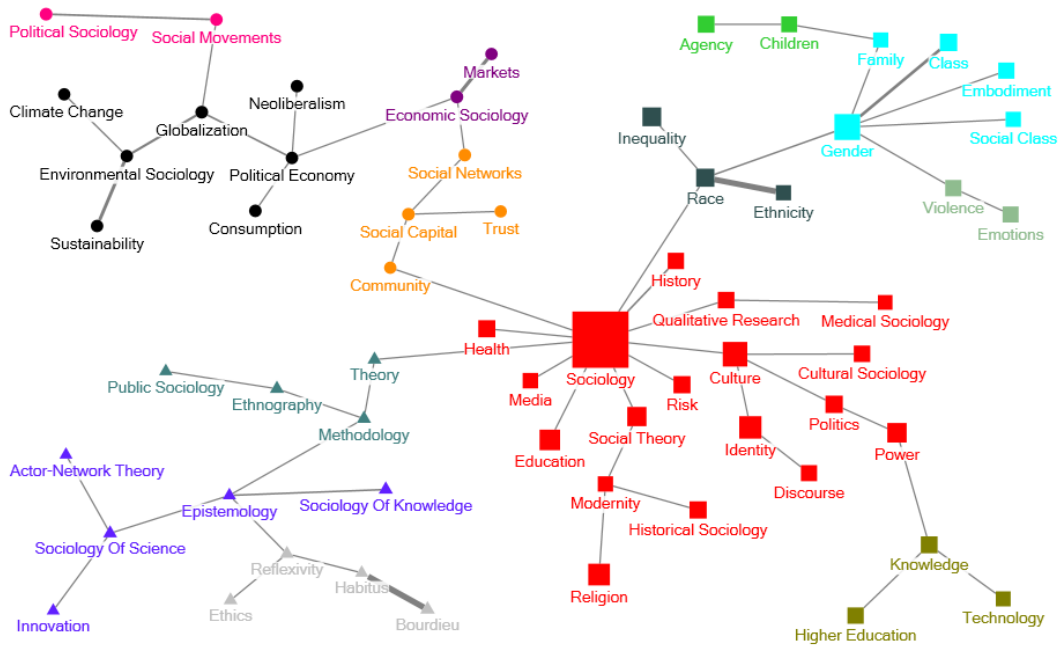 Political Sociology
Social Movements
Agency
Children
Family
Class
Markets
Embodiment
Climate Change
Neoliberalism
Economic Sociology
Globalization
Inequality
Social Class
Gender
Environmental Sociology
Political Economy
Social Networks
Race
Ethnicity
Violence
Emotions
Sustainability
Consumption
Social Capital
Trust
Community
History
Qualitative Research
Medical Sociology
Health
Theory
Sociology
Culture
Cultural Sociology
Public Sociology
Ethnography
Media
Risk
Methodology
Social Theory
Politics
Education
Identity
Power
Actor-Network Theory
Discourse
Epistemology
Sociology Of Knowledge
Modernity
Historical Sociology
Sociology Of Science
Reflexivity
Habitus
Knowledge
Religion
Ethics
Bourdieu
Innovation
Higher Education
Technology